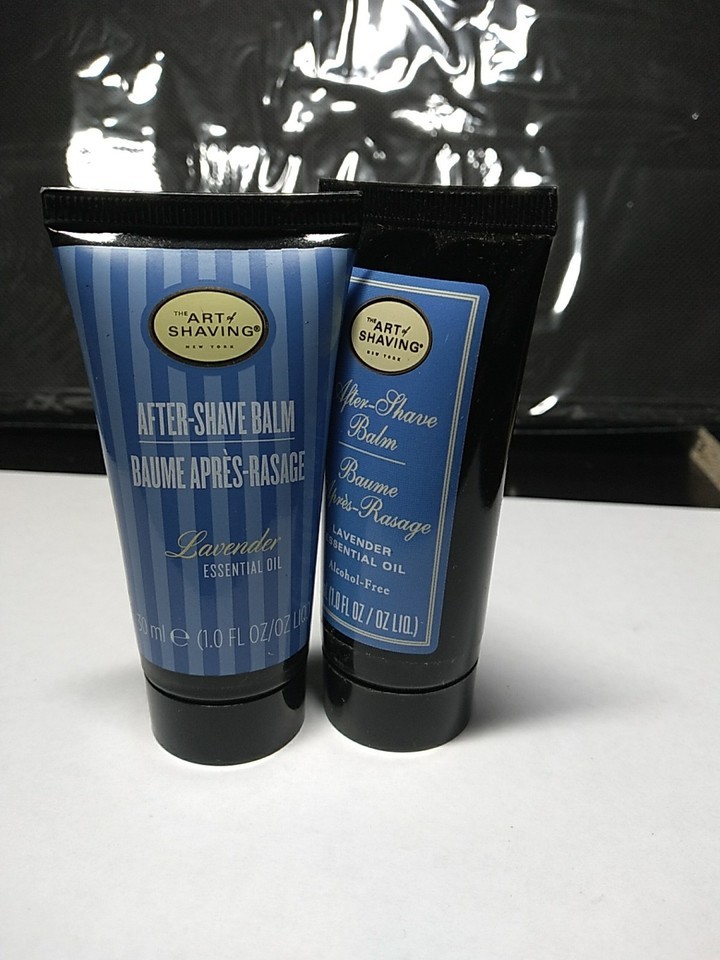 THE
ART of
SHAVING®
NEW YORK
AFTER-SHAVE BALM
BAUME APRÈS-RASAGE
Lavender
ESSENTIAL OIL
30 ml e (1.0 FL OZ/OZ LIQ.
THE
ART of
SHAVING®
NEW YORK
After-Shave
Balm
Baume
Après-Rasage
LAVENDER
ESSENTIAL OIL
Alcohol-Free
(1.0 FL OZ / OZ LIQ.)